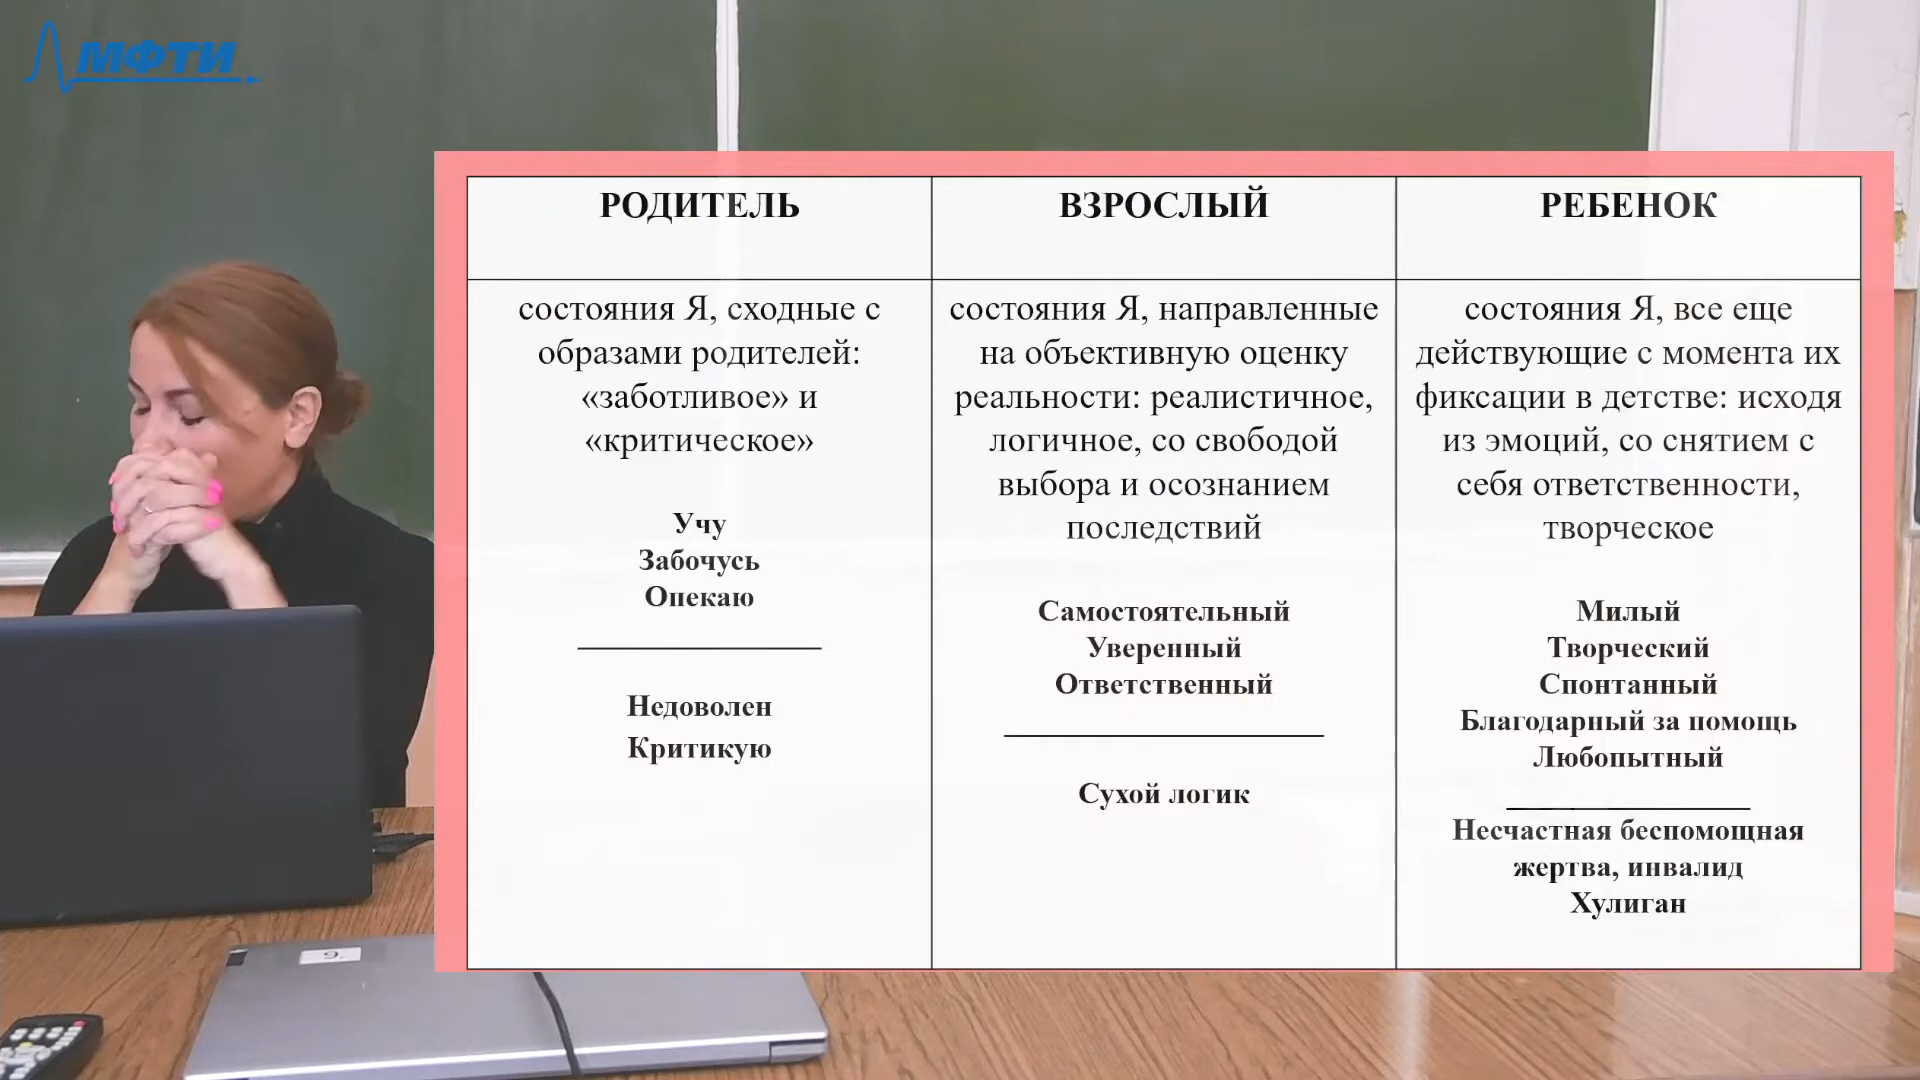 МФТИ
РОДИТЕЛЬ
состояния Я, сходные с
образами родителей:
«заботливое» и
«критическое»
Учу
Забочусь
Опекаю
Недоволен
Критикую
ВЗРОСЛЫЙ
состояния Я, направленные
на объективную оценку
реальности: реалистичное,
логичное, со свободой
выбора и осознанием
последствий
Самостоятельный
Уверенный
Ответственный
Сухой логик
РЕБЕНОК
состояния Я, все еще
действующие с момента их
фиксации в детстве: исходя
из эмоций, со снятием с
себя ответственности,
творческое
Милый
Творческий
Спонтанный
Благодарный за помощь
Любопытный
Несчастная беспомощная
жертва, инвалид
Хулиган